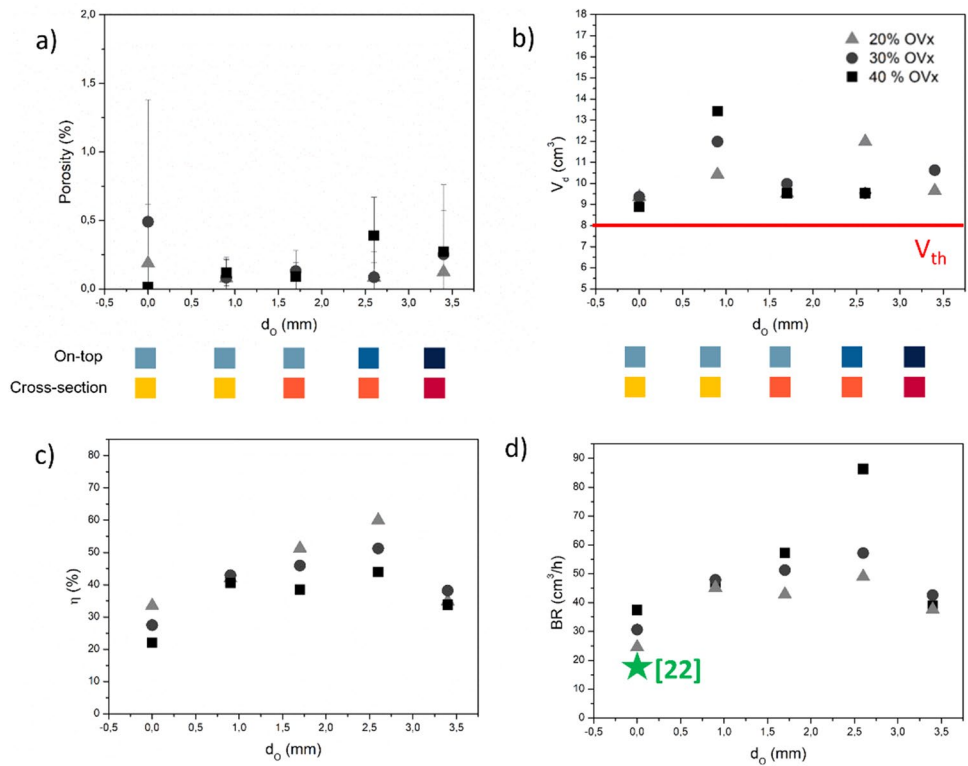 a)
2,0
1,5
1,0
0,5
0,0
Porosity (%)
-0,5 0,0 0,5 1,0 1,5 2,0 2,5 3,0 3,5
dO (mm)
b)
18
17
16
15
14
13
12
11
10
9
8
7
6
5
Vd (cm³)
20% OVx
30% OVx
40 % OVx
Vth
-0,5 0,0 0,5 1,0 1,5 2,0 2,5 3,0 3,5
dO (mm)
On-top
Cross-section
c)
80
70
60
50
40
30
20
10
0
η (%)
-0,5 0,0 0,5 1,0 1,5 2,0 2,5 3,0 3,5
dO (mm)
d)
90
80
70
60
50
40
30
20
10
0
BR (cm³/h)
[22]
-0,5 0,0 0,5 1,0 1,5 2,0 2,5 3,0 3,5
dO (mm)